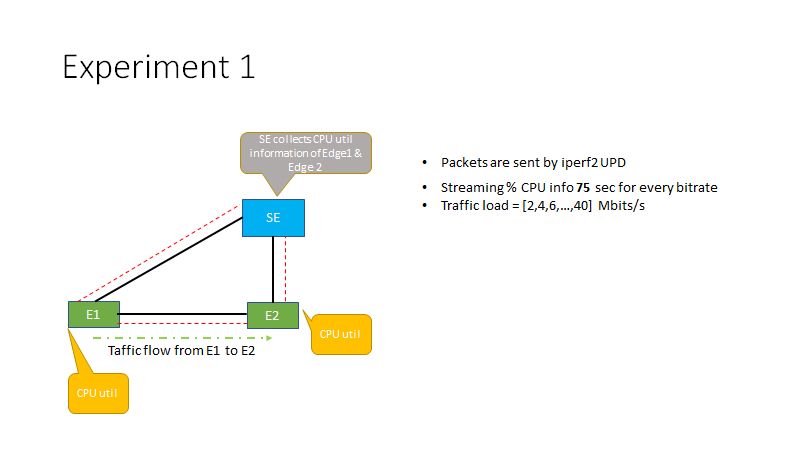 Experiment 1
SE collects CPU util
information of Edge1 &
Edge 2
• Packets are sent by iperf2 UPD
• Streaming % CPU info 75 sec for every bitrate
• Traffic load = [2,4,6,…,40] Mbits/s
SE
E1
E2
CPU util
Taffic flow from E1 to E2
CPU util